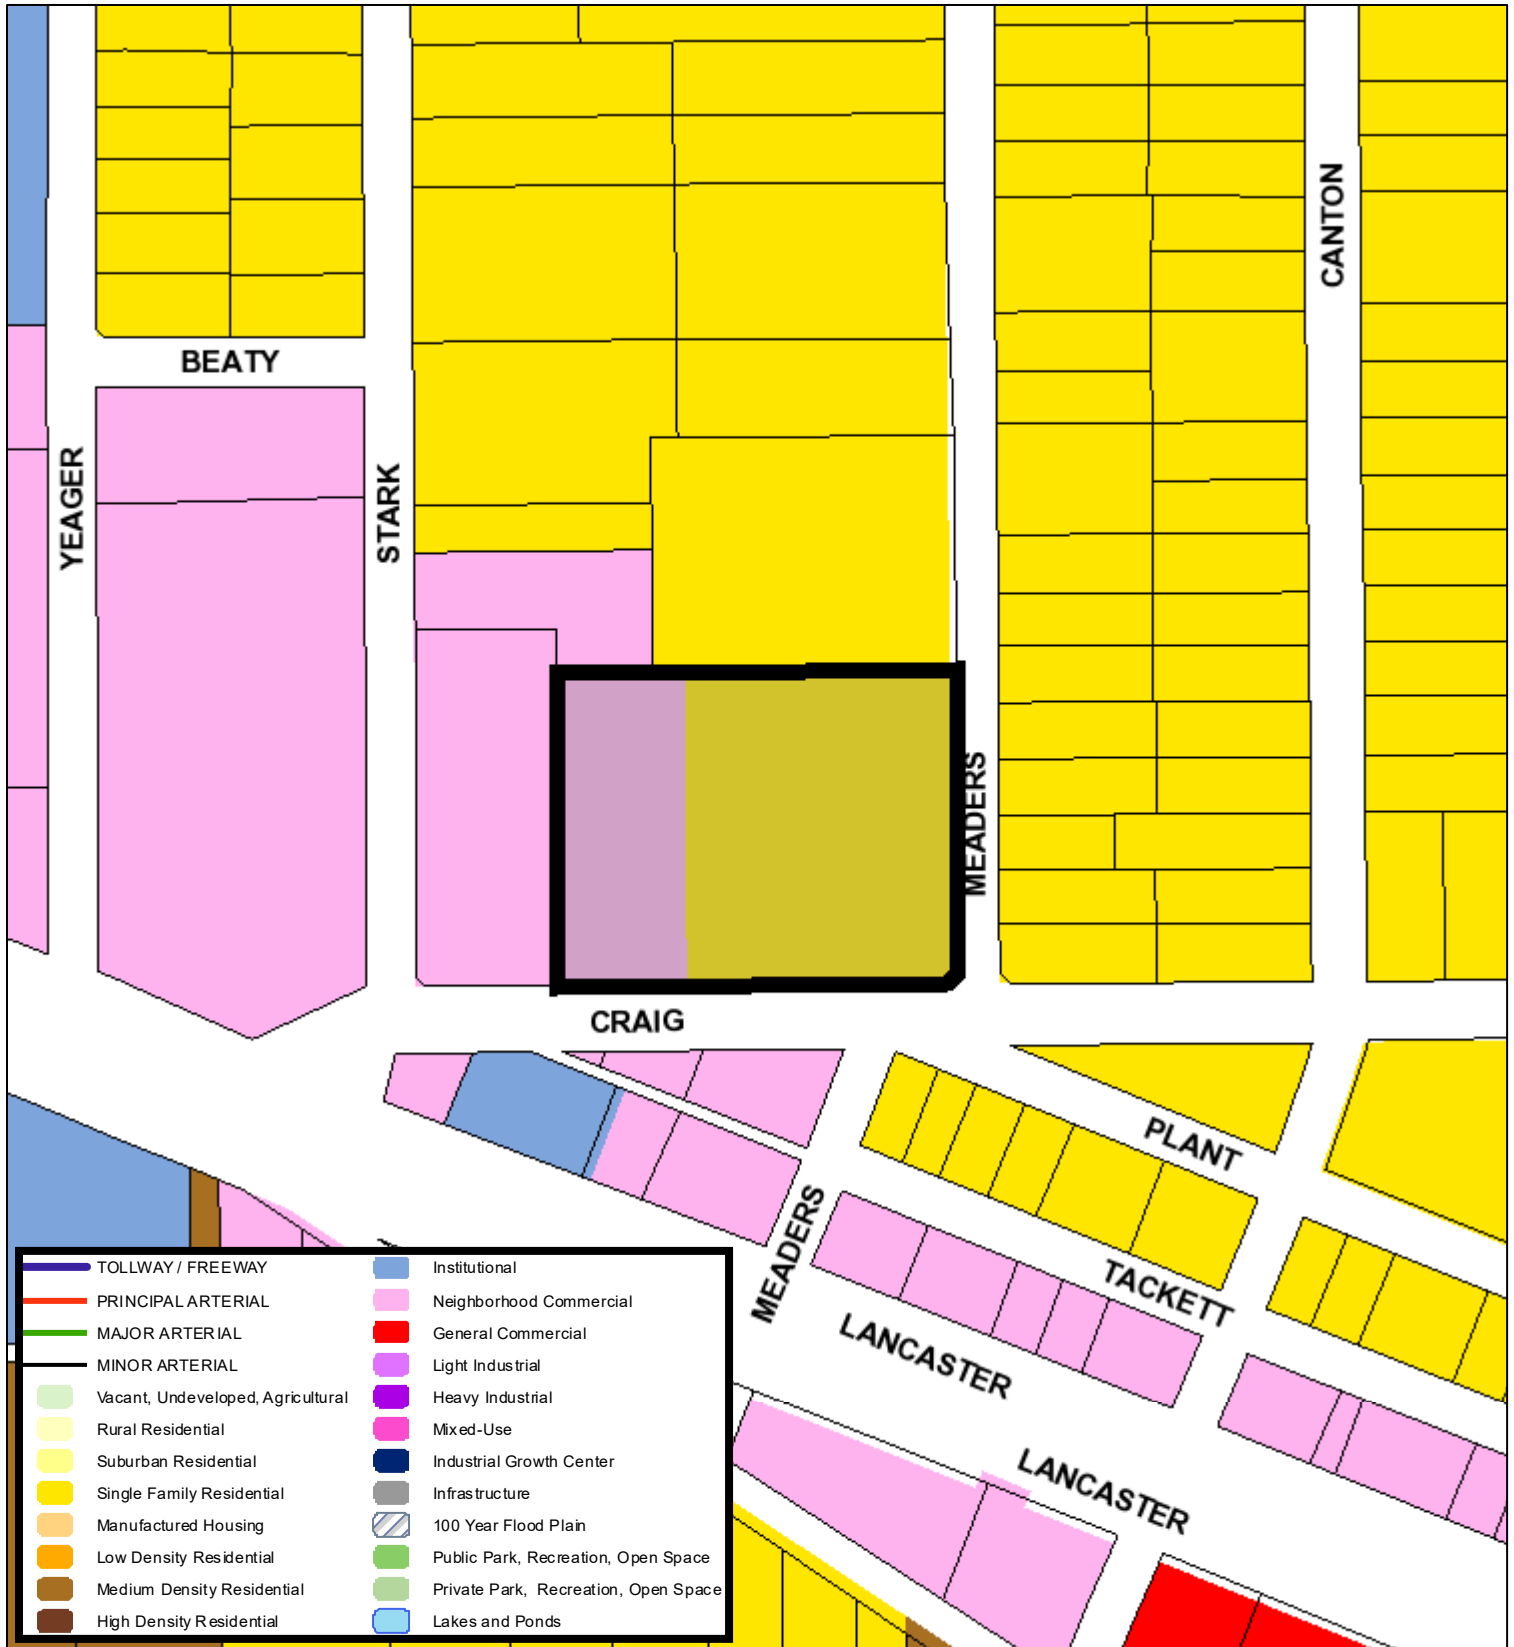 CANTON
BEATY
YEAGER
STARK
MEADERS
CRAIG
PLANT
MEADERS
TACKETT
LANCASTER
LANCASTER
TOLLWAY / FREEWAY
PRINCIPAL ARTERIAL
MAJOR ARTERIAL
MINOR ARTERIAL
Vacant, Undeveloped, Agricultural
Rural Residential
Suburban Residential
Single Family Residential
Manufactured Housing
Low Density Residential
Medium Density Residential
High Density Residential
Institutional
Neighborhood Commercial
General Commercial
Light Industrial
Heavy Industrial
Mixed-Use
Industrial Growth Center
Infrastructure
100 Year Flood Plain
Public Park, Recreation, Open Space
Private Park, Recreation, Open Space
Lakes and Ponds